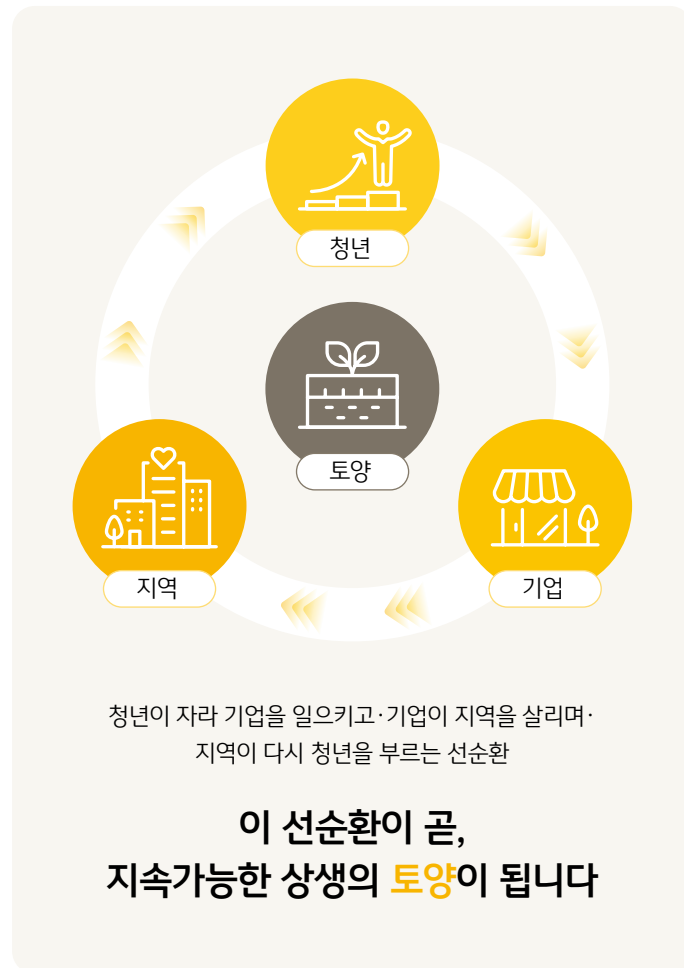 청년
토양
지역
기업
청년이 자라 기업을 일으키고·기업이 지역을 살리며·
지역이 다시 청년을 부르는 선순환
이 선순환이 곧,
지속가능한 상생의 토양이 됩니다